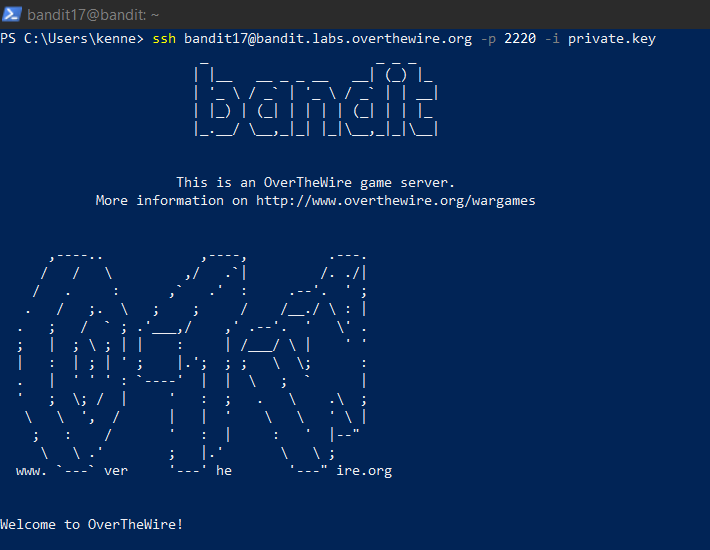 bandit17@bandit: ~
PS C:\Users\kenne> ssh bandit17@bandit.labs.overthewire.org -p 2220 -i private.key
bandit
This is an OverTheWire game server.
More information on http://www.overthewire.org/wargames
www. ver he ire.org
Welcome to OverTheWire!